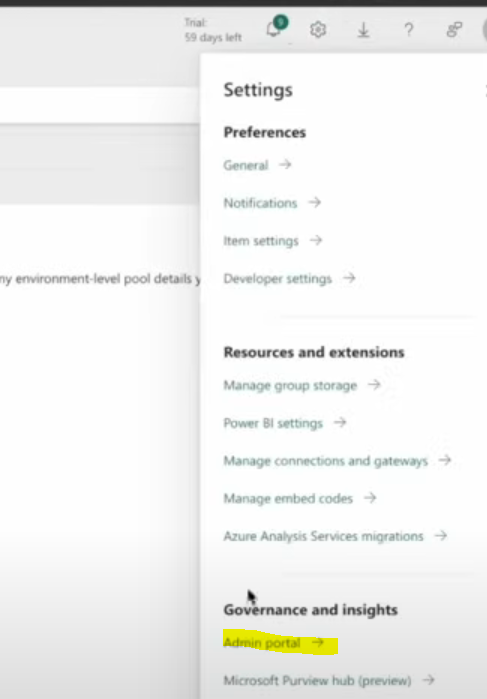 Trial:
59 days left
?
Settings
Preferences
General →
Notifications →
Item settings →
Developer settings →
ny environment-level pool details y
Resources and extensions
Manage group storage →
Power BI settings →
Manage connections and gateways →
Manage embed codes →
Azure Analysis Services migrations →
Governance and insights
Admin portal →
Microsoft Purview hub (preview) →